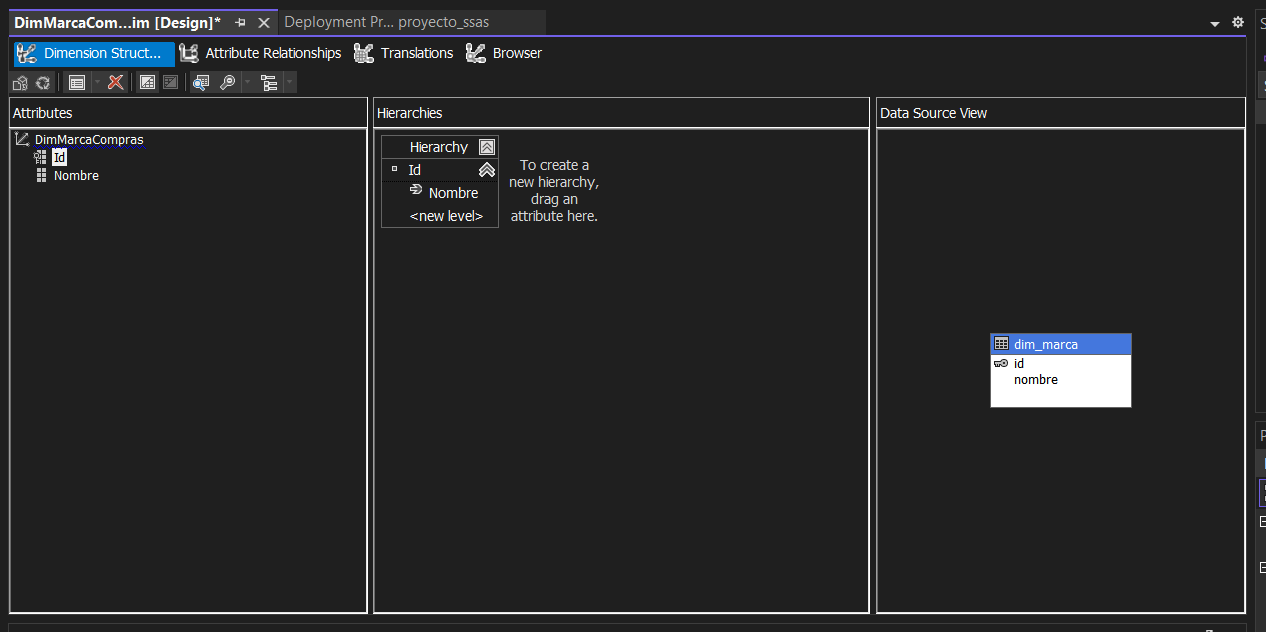 DimMarcaCom...im [Design]*
Deployment Pr... proyecto_ssas
Dimension Struct...
Attribute Relationships
Translations
Browser
Attributes
Hierarchies
Data Source View
DimMarcaCompras
Id
Nombre
Hierarchy
Id
Nombre
<new level>
To create a
new hierarchy,
drag an
attribute here.
dim_marca
id
nombre